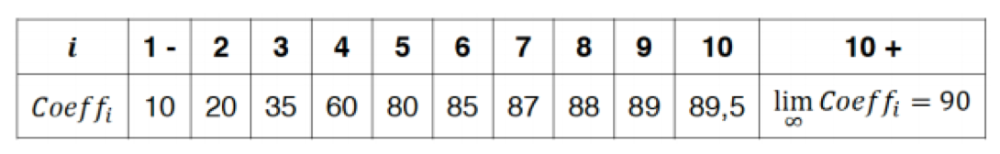 i 1 - 2 3 4 5 6 7 8 9 10 10 +
Coeff_i 10 20 35 60 80 85 87 88 89 89,5 lim_∞ Coeff_i = 90